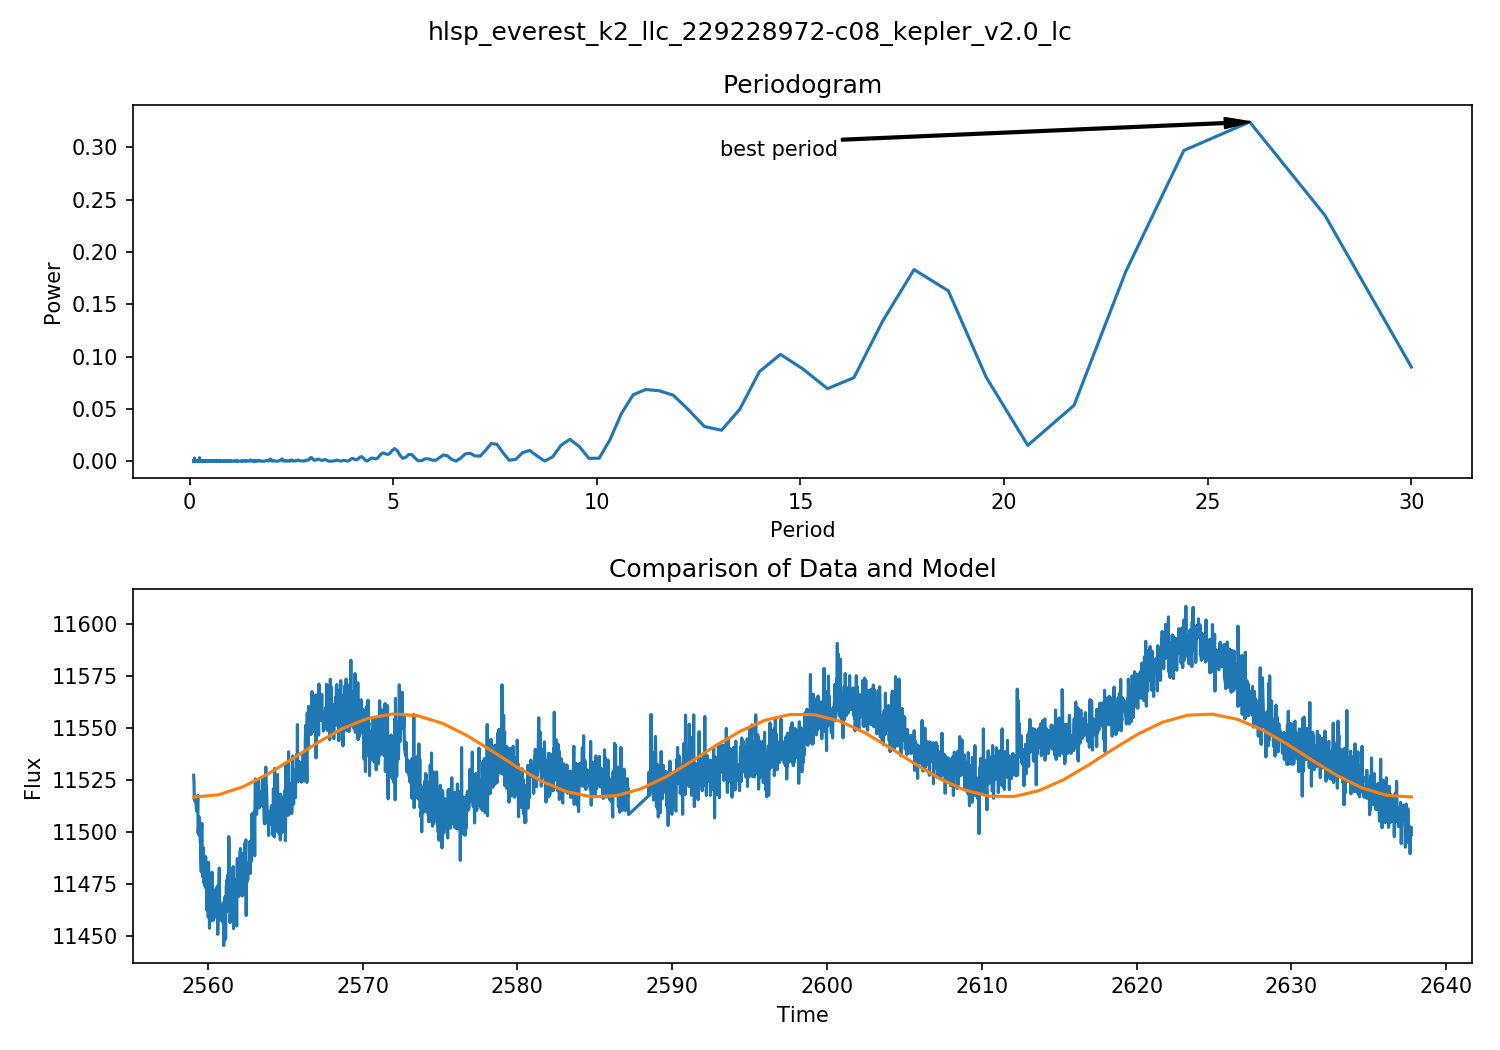 hlsp_everest_k2_llc_229228972-c08_kepler_v2.0_lc
Periodogram
best period
Power
0.30
0.25
0.20
0.15
0.10
0.05
0.00
0 5 10 15 20 25 30
Period
Comparison of Data and Model
Flux
11600
11575
11550
11525
11500
11475
11450
2560 2570 2580 2590 2600 2610 2620 2630 2640
Time